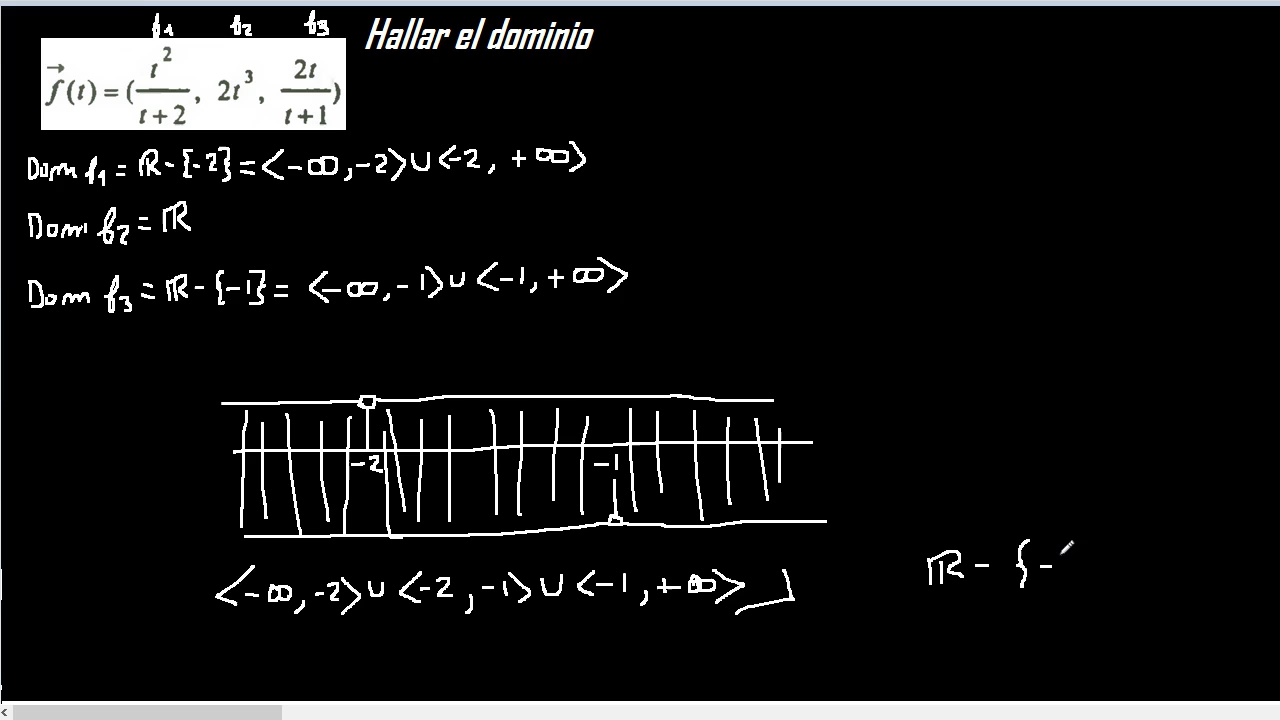 f₁ f₂ f₃
Hallar el dominio
f⃗(t) = (t²/(t+2), 2t³, 2t/(t+1))
Dom f₁ = ℝ - {-2} = <-∞, -2> ∪ <-2, +∞>
Dom f₂ = ℝ
Dom f₃ = ℝ - {-1} = <-∞, -1> ∪ <-1, +∞>
-2 -1
<-∞, -2> ∪ <-2, -1> ∪ <-1, +∞>
ℝ - {-